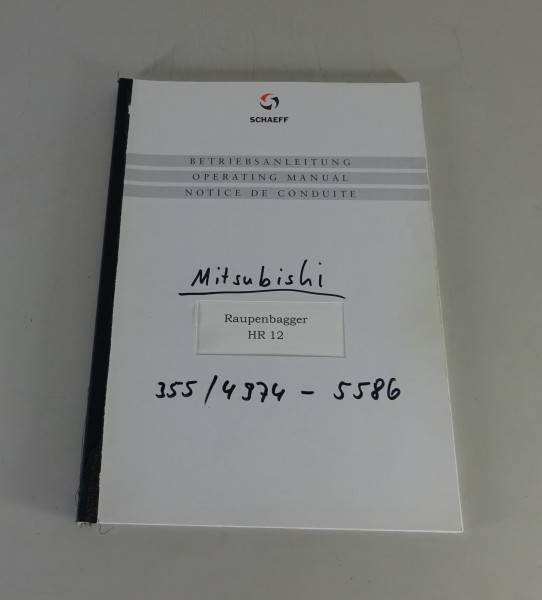 SCHAEFF
BETRIEBSANLEITUNG
OPERATING MANUAL
NOTICE DE CONDUITE
Mitsubishi
Raupenbagger
HR 12
355/4974 - 5586